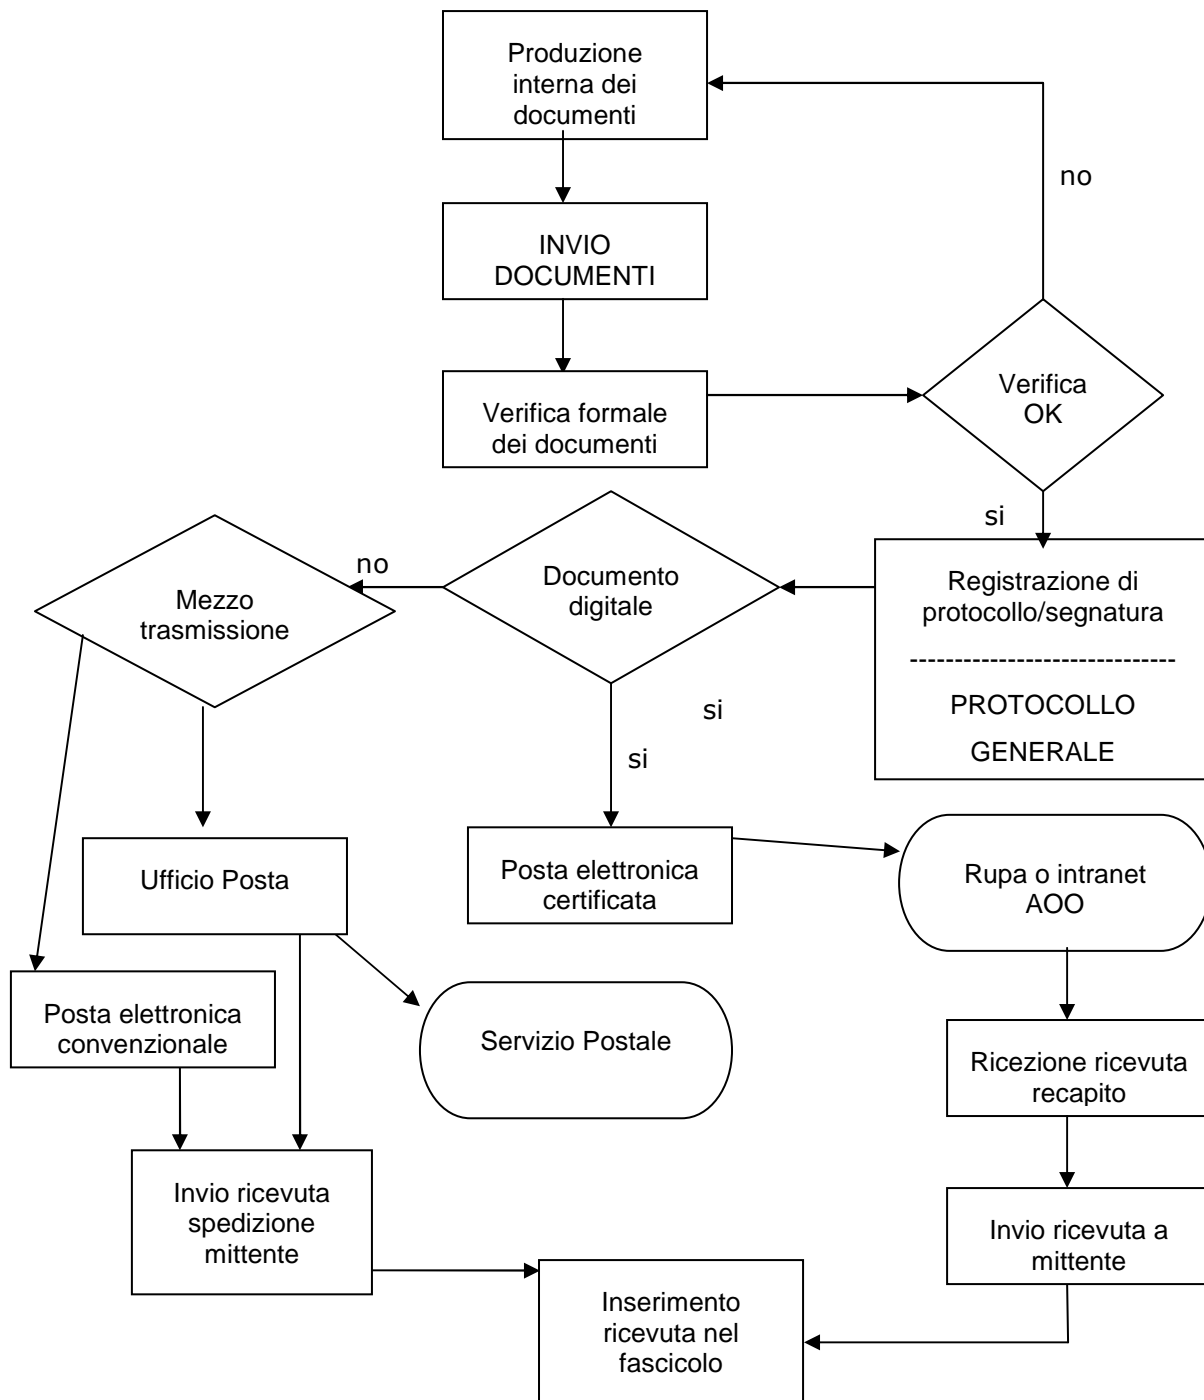 Produzione
interna dei
documenti
no
INVIO
DOCUMENTI
Verifica formale
dei documenti
Verifica
OK
si
no
Mezzo
trasmissione
Documento
digitale
Registrazione di
protocollo/segnatura
------------------------------
PROTOCOLLO
GENERALE
si
si
Ufficio Posta
Posta elettronica
certificata
Rupa o intranet
AOO
Posta elettronica
convenzionale
Servizio Postale
Ricezione ricevuta
recapito
Invio ricevuta
spedizione
mittente
Invio ricevuta a
mittente
Inserimento
ricevuta nel
fascicolo